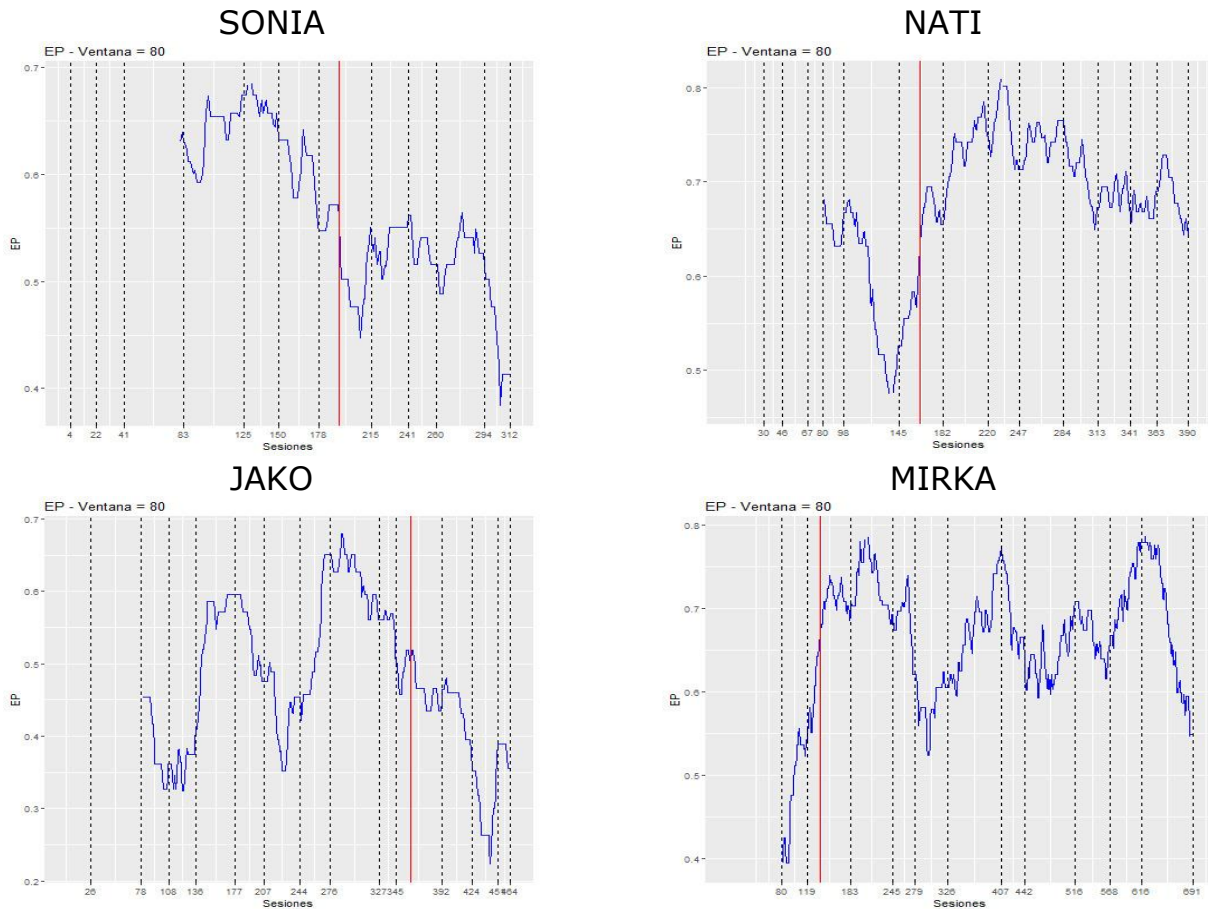 SONIA
EP - Ventana = 80
0.7
0.6
0.5
0.4
EP
4 22 41 83 125 150 178 215 241 260 294 312
Sesiones
NATI
EP - Ventana = 80
0.8
0.7
0.6
0.5
EP
30 46 67 80 98 145 182 220 247 284 313 341 363 390
Sesiones
JAKO
EP - Ventana = 80
0.7
0.6
0.5
0.4
0.3
0.2
EP
26 78 108 136 177 207 244 276 327 345 392 424 464
Sesiones
MIRKA
EP - Ventana = 80
0.8
0.7
0.6
0.5
0.4
EP
80 119 183 245 279 326 407 442 516 568 616 691
Sesiones